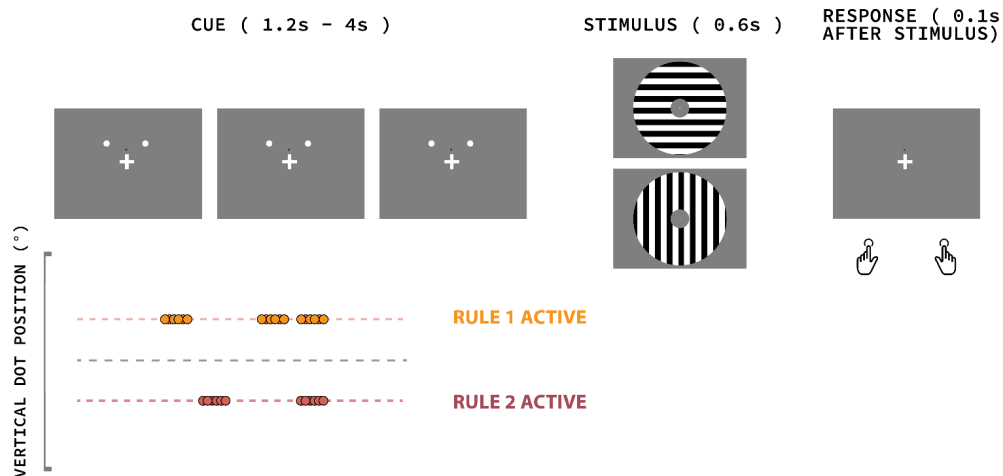 CUE ( 1.2s - 4s )
STIMULUS ( 0.6s )
RESPONSE ( 0.1s
AFTER STIMULUS)
VERTICAL DOT POSITION (°)
RULE 1 ACTIVE
RULE 2 ACTIVE